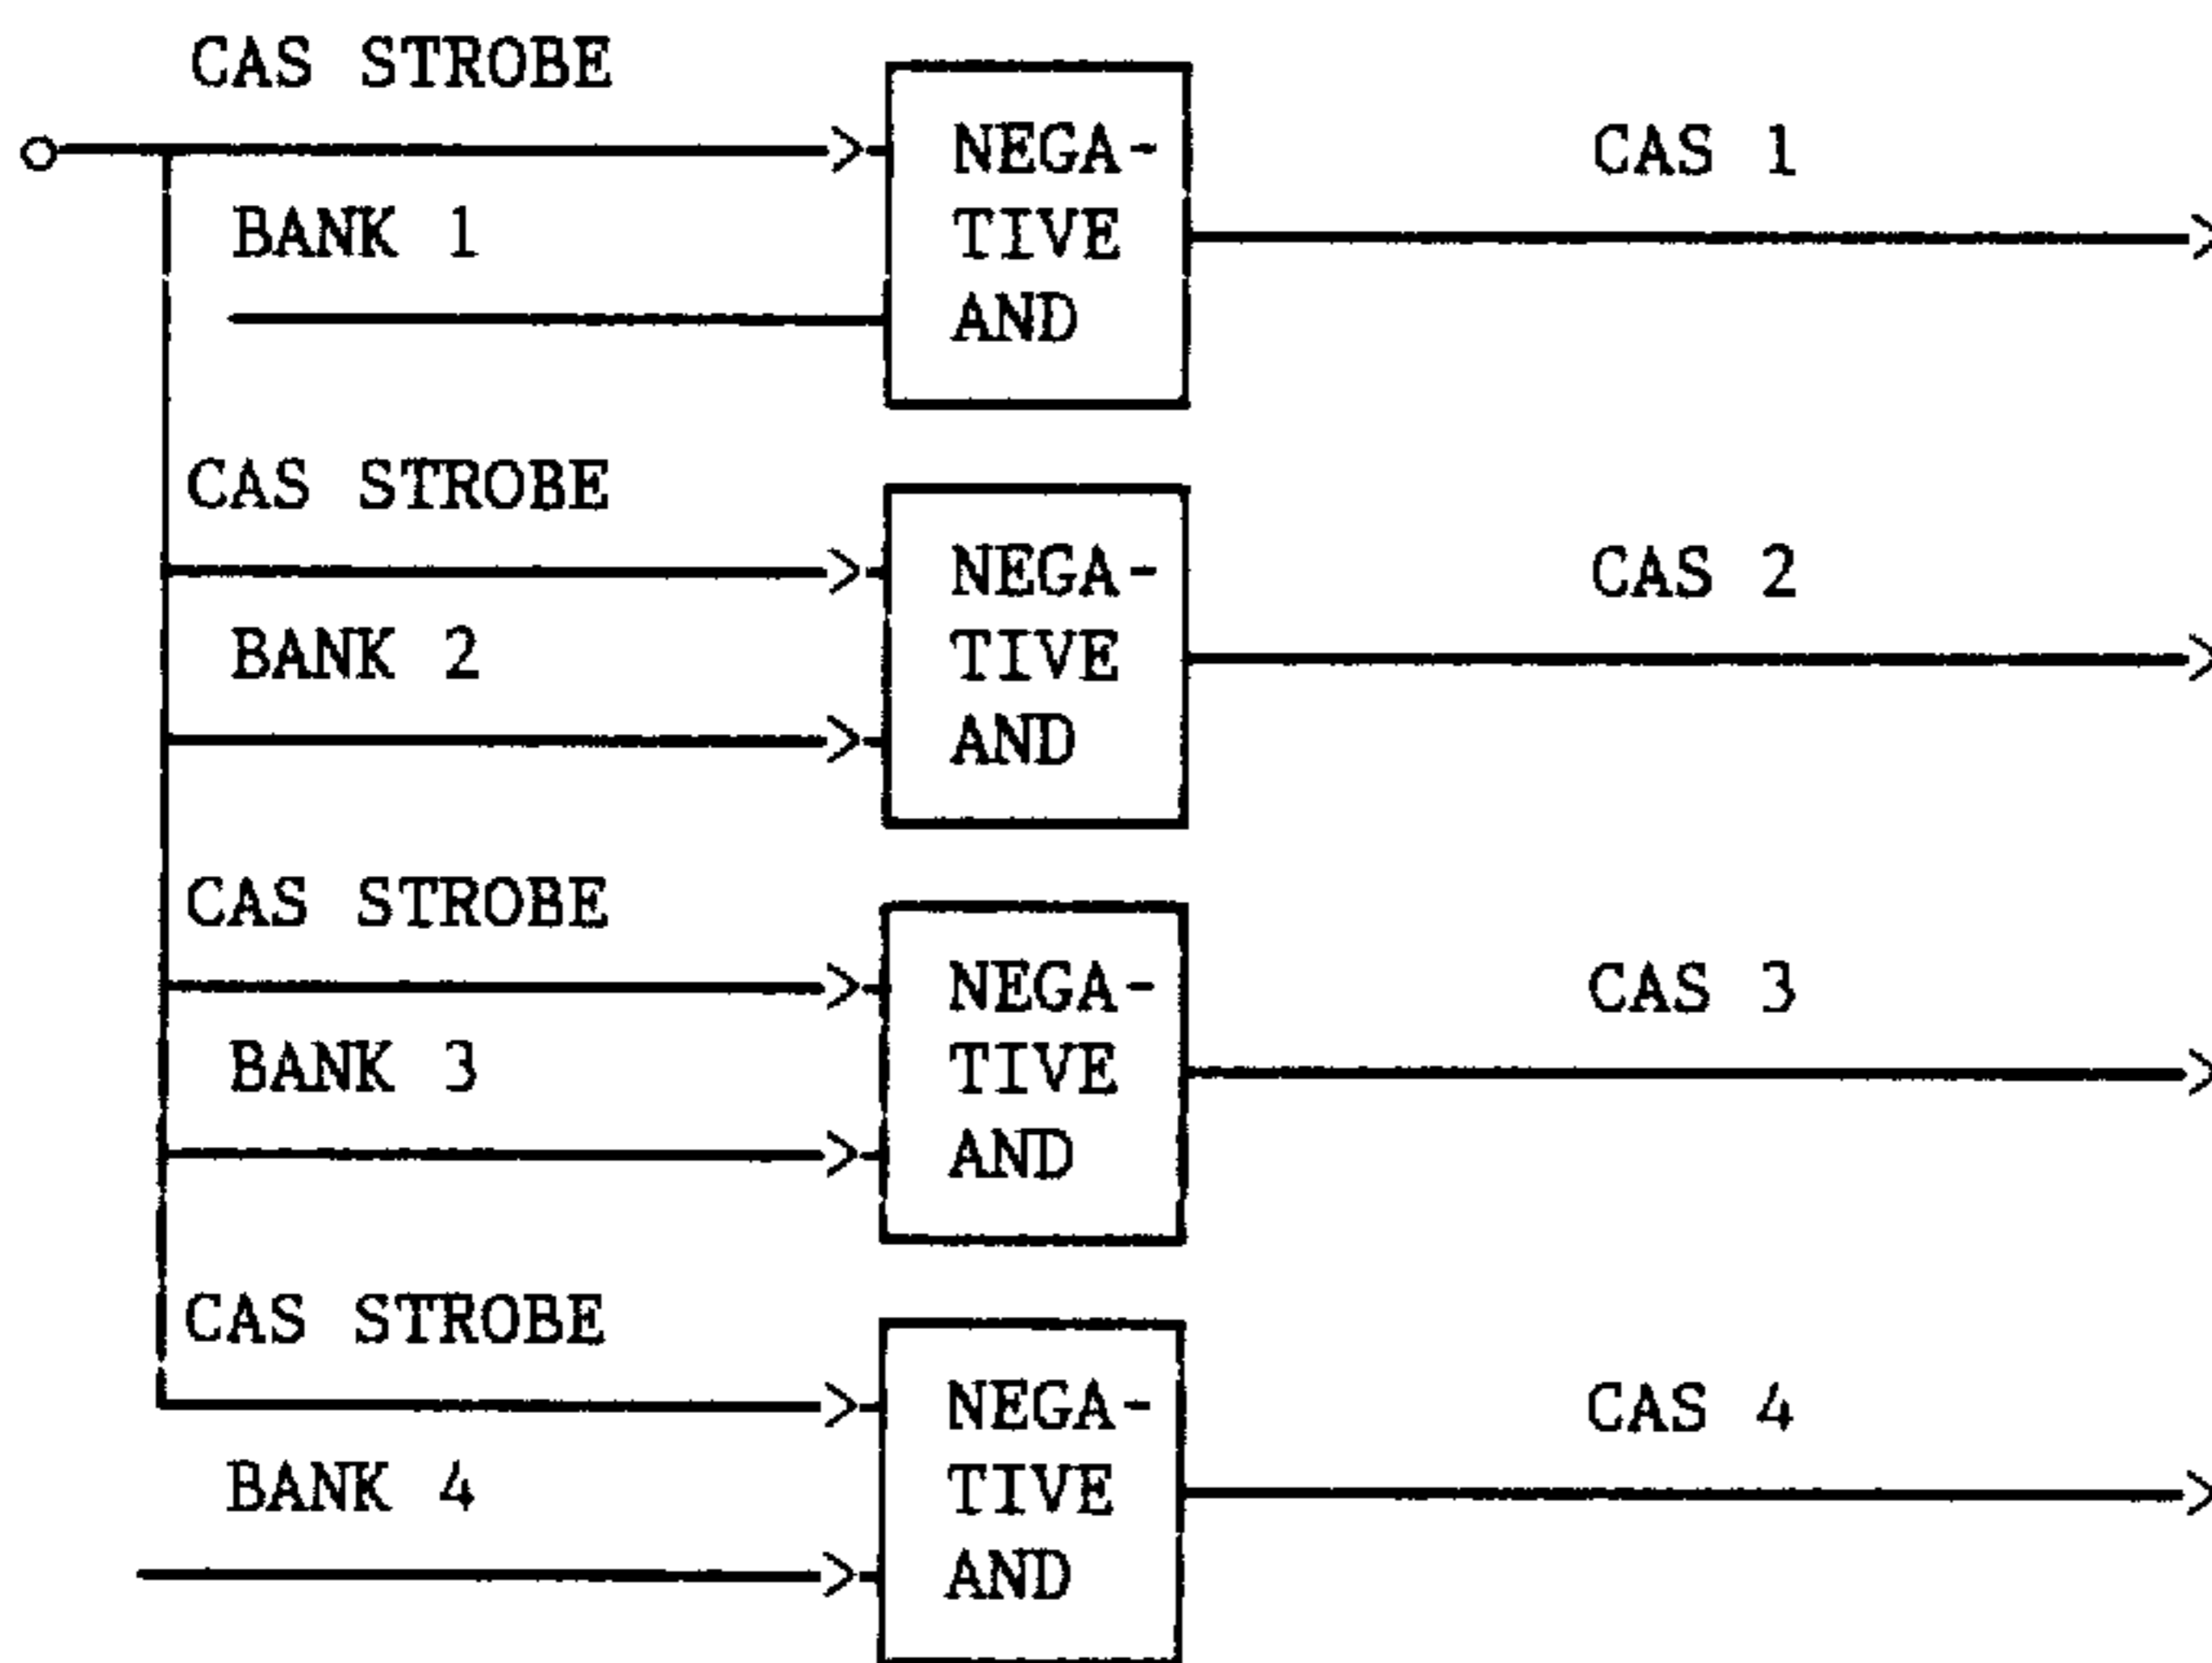 CAS STROBE
NEGA-
CAS 1
BANK 1
TIVE
AND
CAS STROBE
NEGA-
CAS 2
BANK 2
TIVE
AND
CAS STROBE
NEGA-
CAS 3
BANK 3
TIVE
AND
CAS STROBE
NEGA-
CAS 4
BANK 4
TIVE
AND